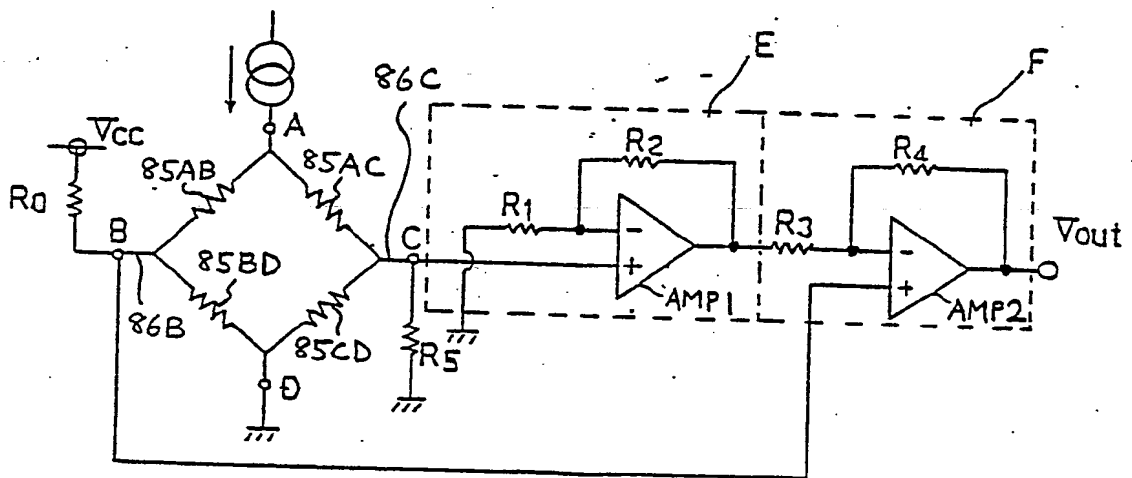 E
F
86C
A
Vcc
85AB
85AC
R0
R2
R4
R1
R3
B
C
Vout
85BD
-
+
-
+
AMP1
AMP2
86B
85CD
R5
D